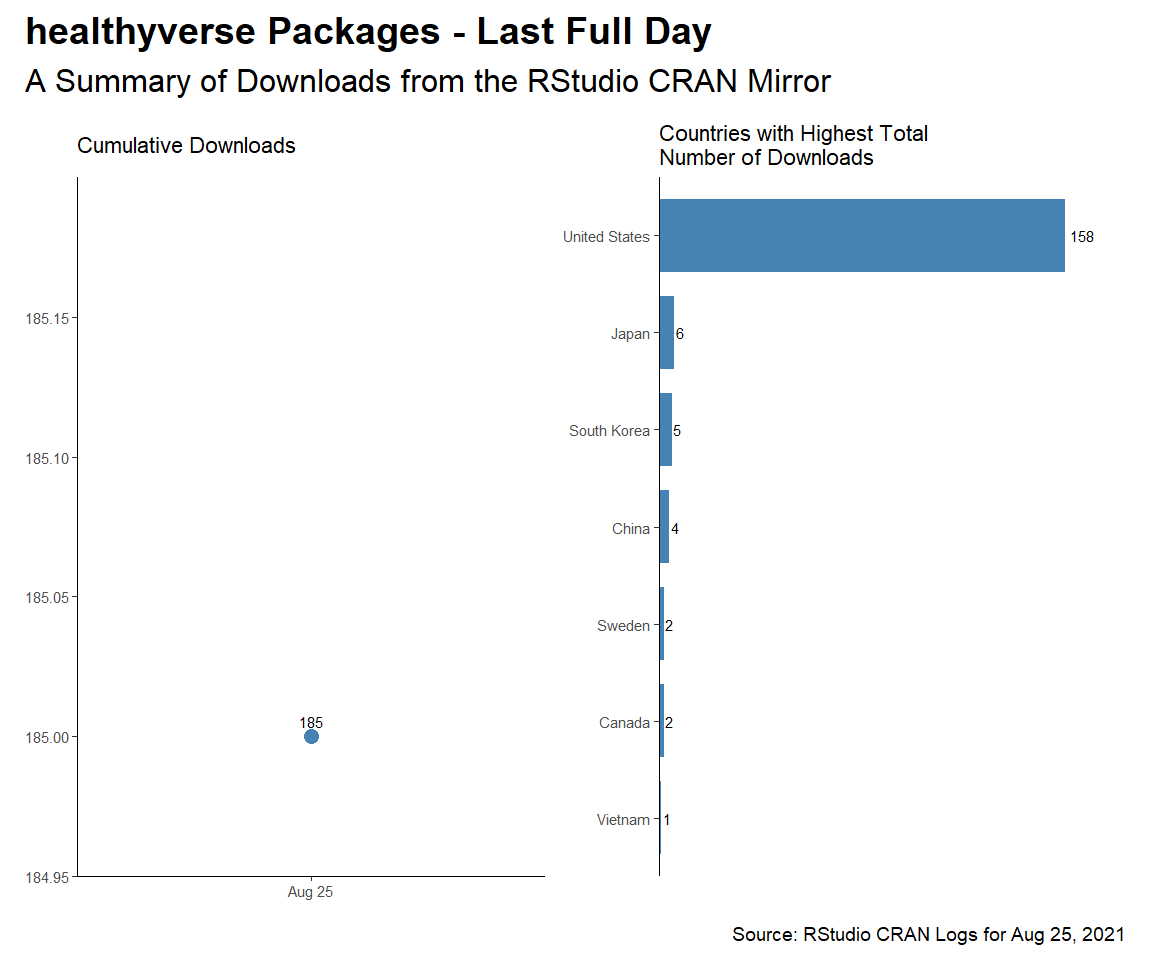 healthyverse Packages - Last Full Day
A Summary of Downloads from the RStudio CRAN Mirror
Cumulative Downloads
185.15
185.10
185.05
185.00
184.95
185
Aug 25
Countries with Highest Total
Number of Downloads
United States 158
Japan 6
South Korea 5
China 4
Sweden 2
Canada 2
Vietnam 1
Source: RStudio CRAN Logs for Aug 25, 2021